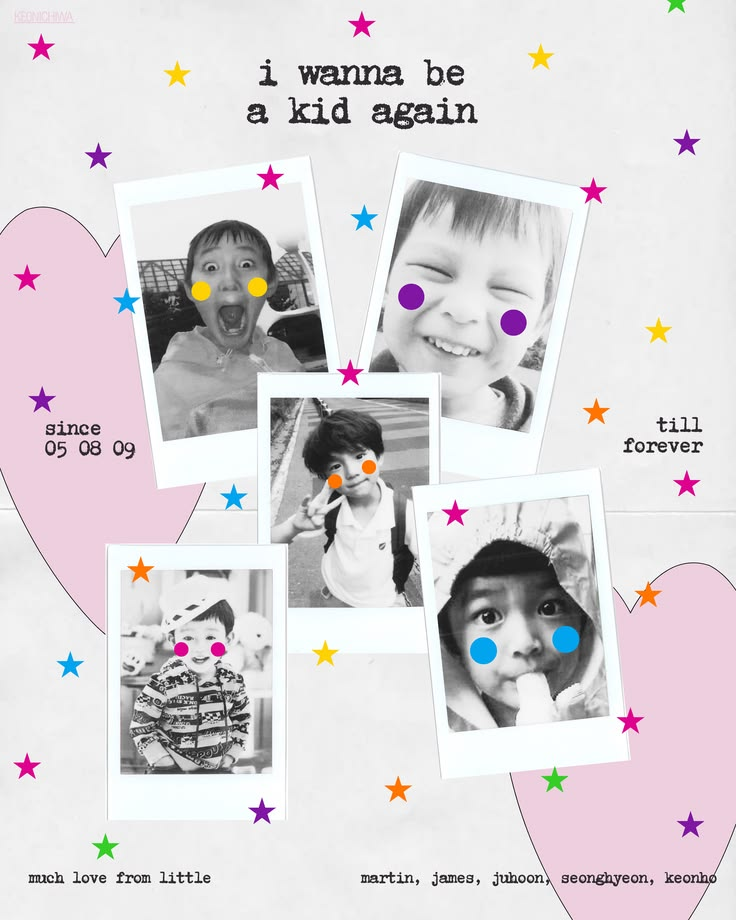 KEONICHIWA
i wanna be
a kid again
since
05 08 09
till
forever
much love from little
martin, james, juhoon, seonghyeon, keonho